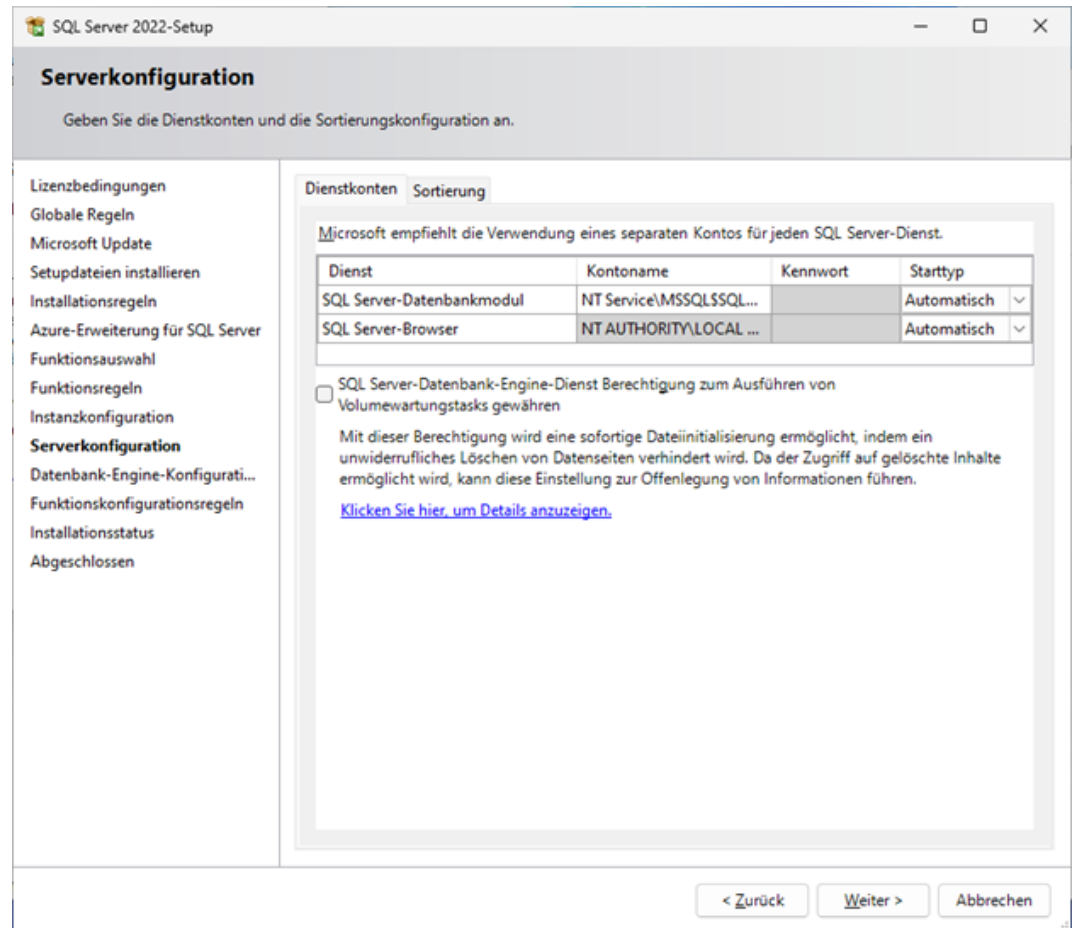 SQL Server 2022-Setup
Serverkonfiguration
Geben Sie die Dienstkonten und die Sortierungskonfiguration an.
Lizenzbedingungen
Globale Regeln
Microsoft Update
Setupdateien installieren
Installationsregeln
Azure-Erweiterung für SQL Server
Funktionsauswahl
Funktionsregeln
Instanzkonfiguration
Serverkonfiguration
Datenbank-Engine-Konfigurati...
Funktionskonfigurationsregeln
Installationsstatus
Abgeschlossen
Dienstkonten Sortierung
Microsoft empfiehlt die Verwendung eines separaten Kontos für jeden SQL Server-Dienst.
Dienst Kontoname Kennwort Starttyp
SQL Server-Datenbankmodul NT Service\MSSQL$SQL... Automatisch
SQL Server-Browser NT AUTHORITY\LOCAL ... Automatisch
SQL Server-Datenbank-Engine-Dienst Berechtigung zum Ausführen von
Volumewartungstasks gewähren
Mit dieser Berechtigung wird eine sofortige Dateiinitialisierung ermöglicht, indem ein
unwiderrufliches Löschen von Datenseiten verhindert wird. Da der Zugriff auf gelöschte Inhalte
ermöglicht wird, kann diese Einstellung zur Offenlegung von Informationen führen.
Klicken Sie hier, um Details anzuzeigen.
< Zurück Weiter > Abbrechen